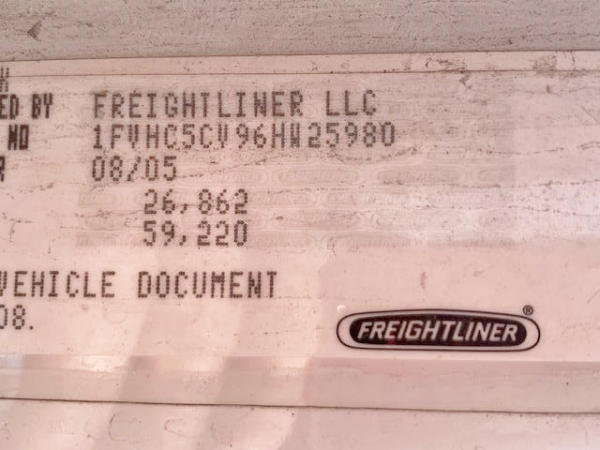 ED BY FREIGHTLINER LLC
NO 1FVHC5CV96HW25980
08/05
26,862
59,220
VEHICLE DOCUMENT
08.
FREIGHTLINER®